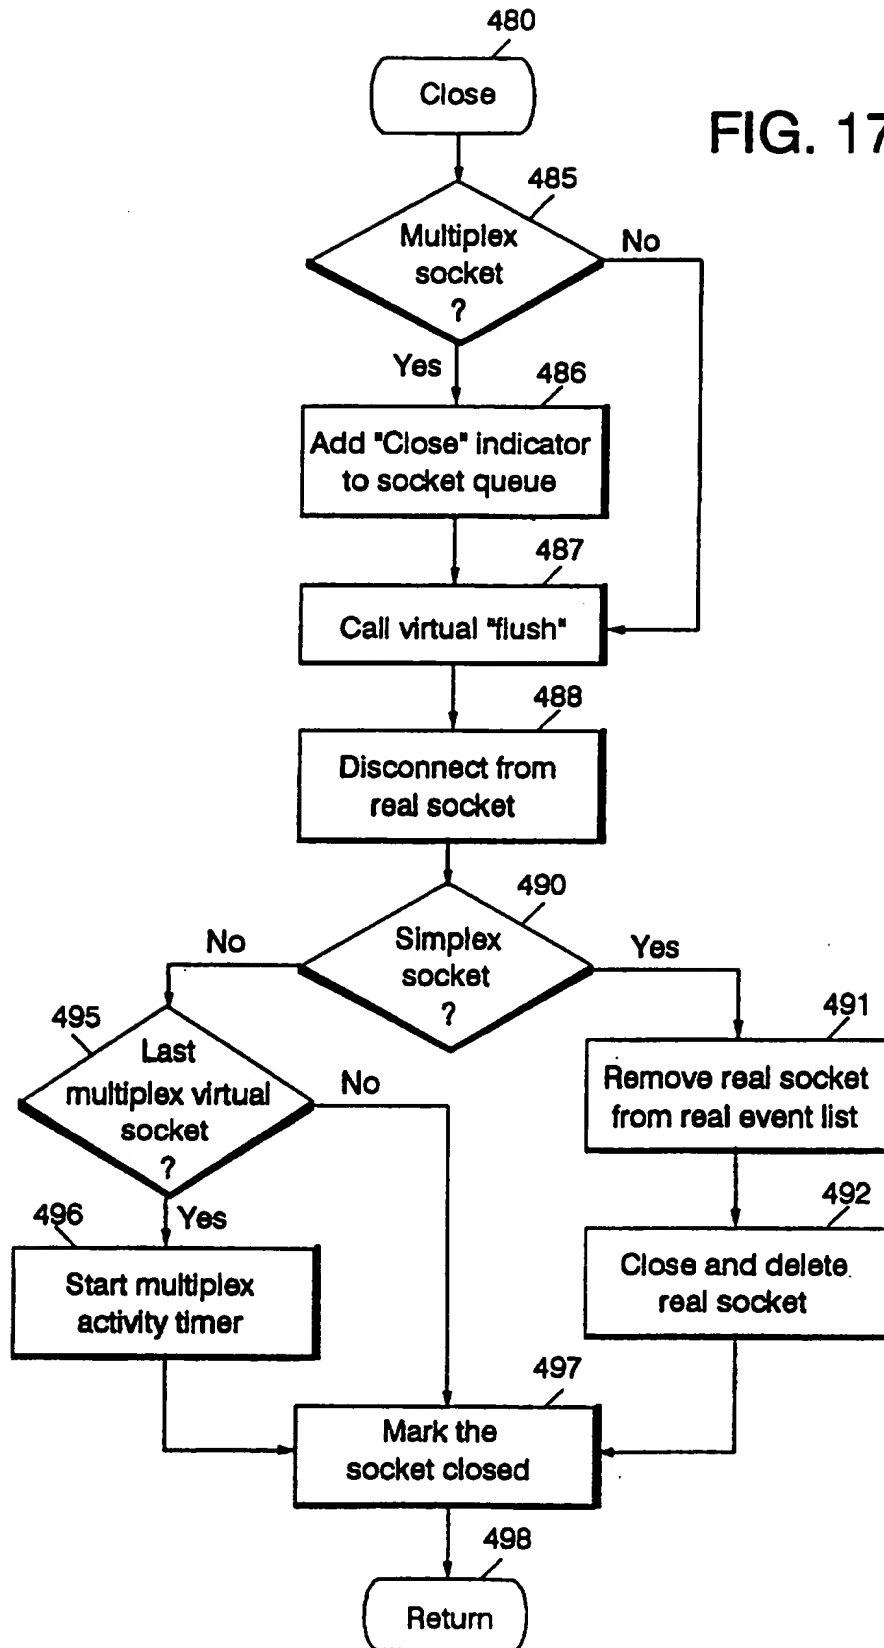 480
Close
FIG. 17
485
Multiplex
socket
?
No
Yes
486
Add "Close" indicator
to socket queue
487
Call virtual "flush"
488
Disconnect from
real socket
490
Simplex
socket
?
No
Yes
495
Last
multiplex virtual
socket
?
No
Yes
491
Remove real socket
from real event list
492
Close and delete
real socket
496
Start multiplex
activity timer
497
Mark the
socket closed
498
Return